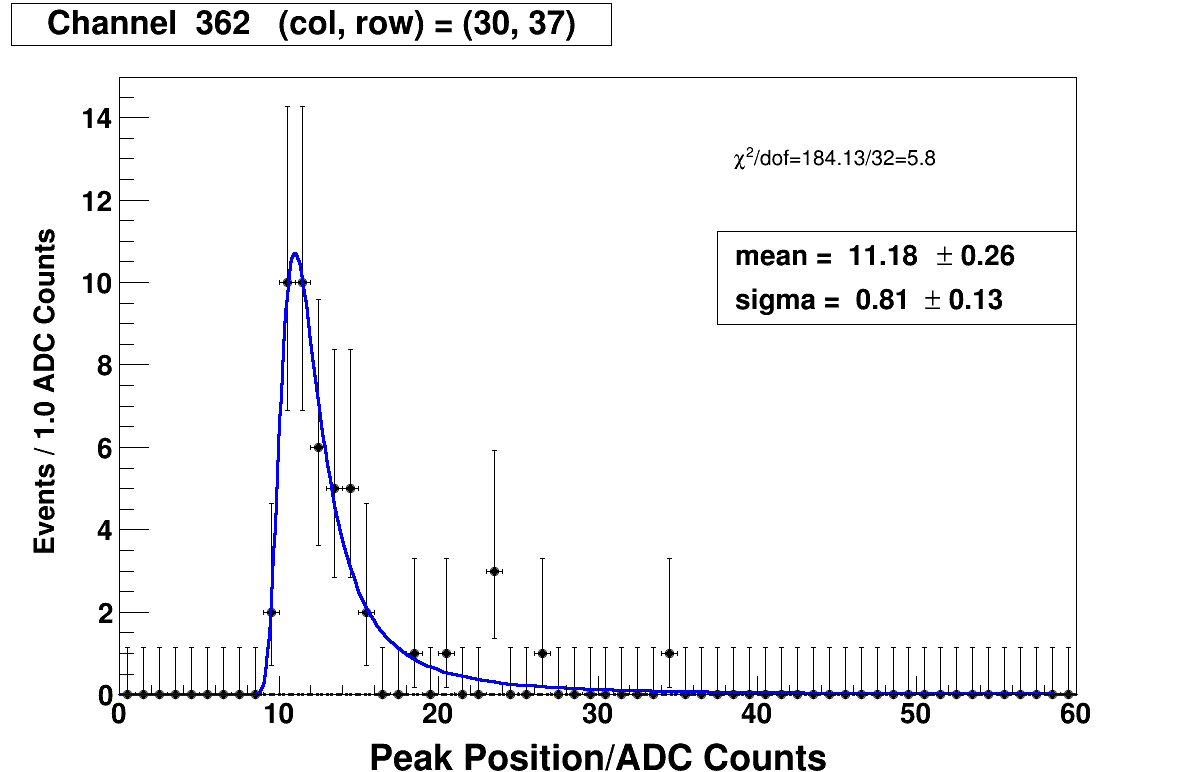 Channel 362 (col, row) = (30, 37)
14
12
10
8
6
4
2
0
Events / 1.0 ADC Counts
χ²/dof=184.13/32=5.8
mean = 11.18 ± 0.26
sigma = 0.81 ± 0.13
0 10 20 30 40 50 60
Peak Position/ADC Counts